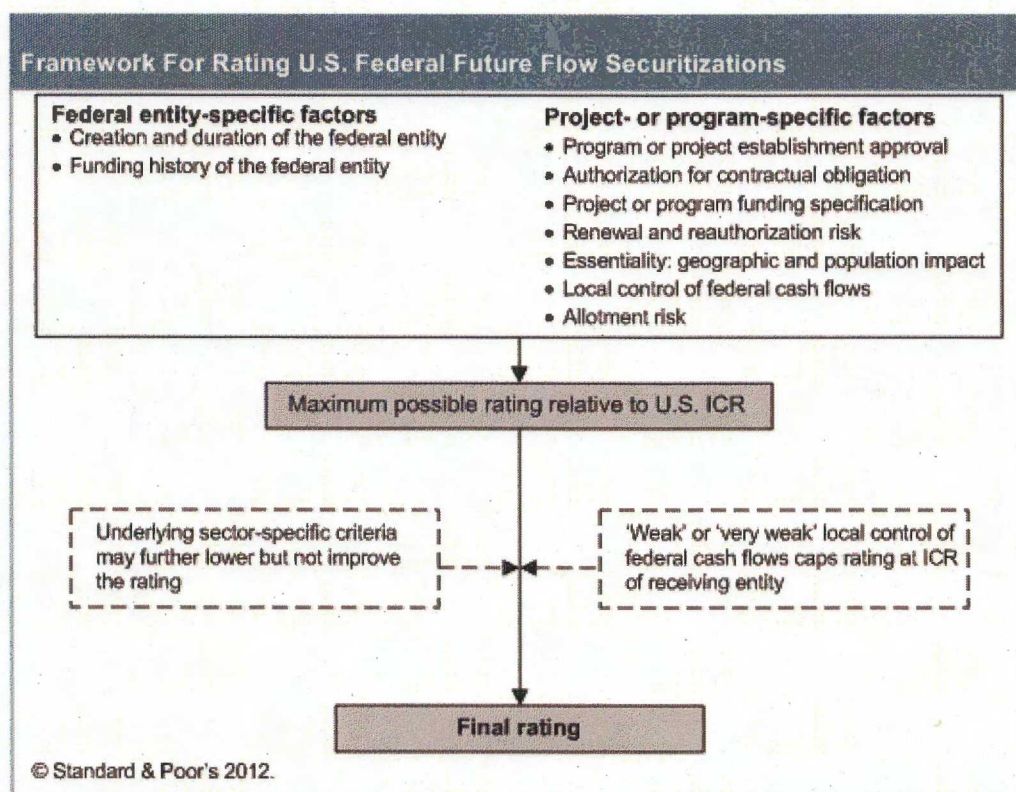 Framework For Rating U.S. Federal Future Flow Securitizations
Federal entity-specific factors
• Creation and duration of the federal entity
• Funding history of the federal entity
Project- or program-specific factors
• Program or project establishment approval
• Authorization for contractual obligation
• Project or program funding specification
• Renewal and reauthorization risk
• Essentiality: geographic and population impact
• Local control of federal cash flows
• Allotment risk
Maximum possible rating relative to U.S. ICR
Underlying sector-specific criteria
may further lower but not improve
the rating
'Weak' or 'very weak' local control of
federal cash flows caps rating at ICR
of receiving entity
Final rating
© Standard & Poor's 2012.